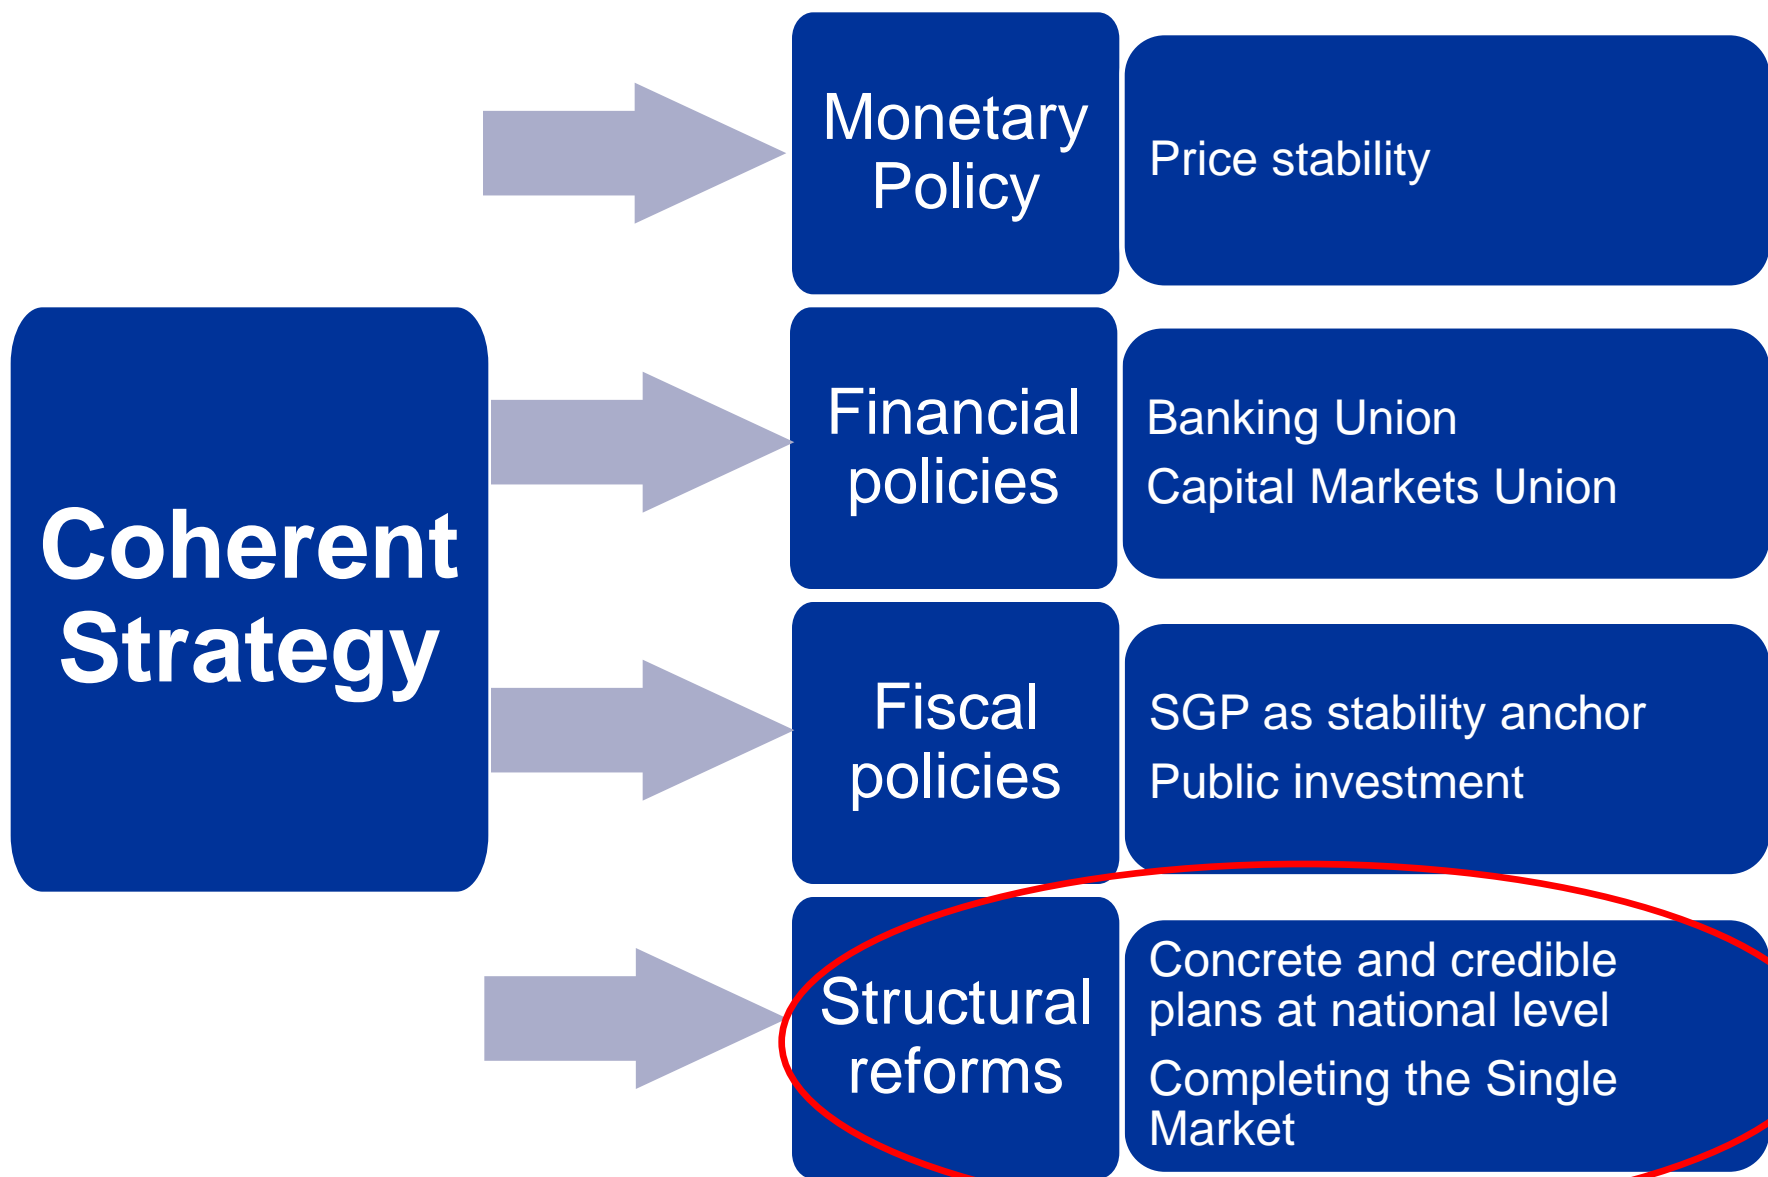 Coherent
Strategy
Monetary
Policy
Price stability
Financial
policies
Banking Union
Capital Markets Union
Fiscal
policies
SGP as stability anchor
Public investment
Structural
reforms
Concrete and credible
plans at national level
Completing the Single
Market